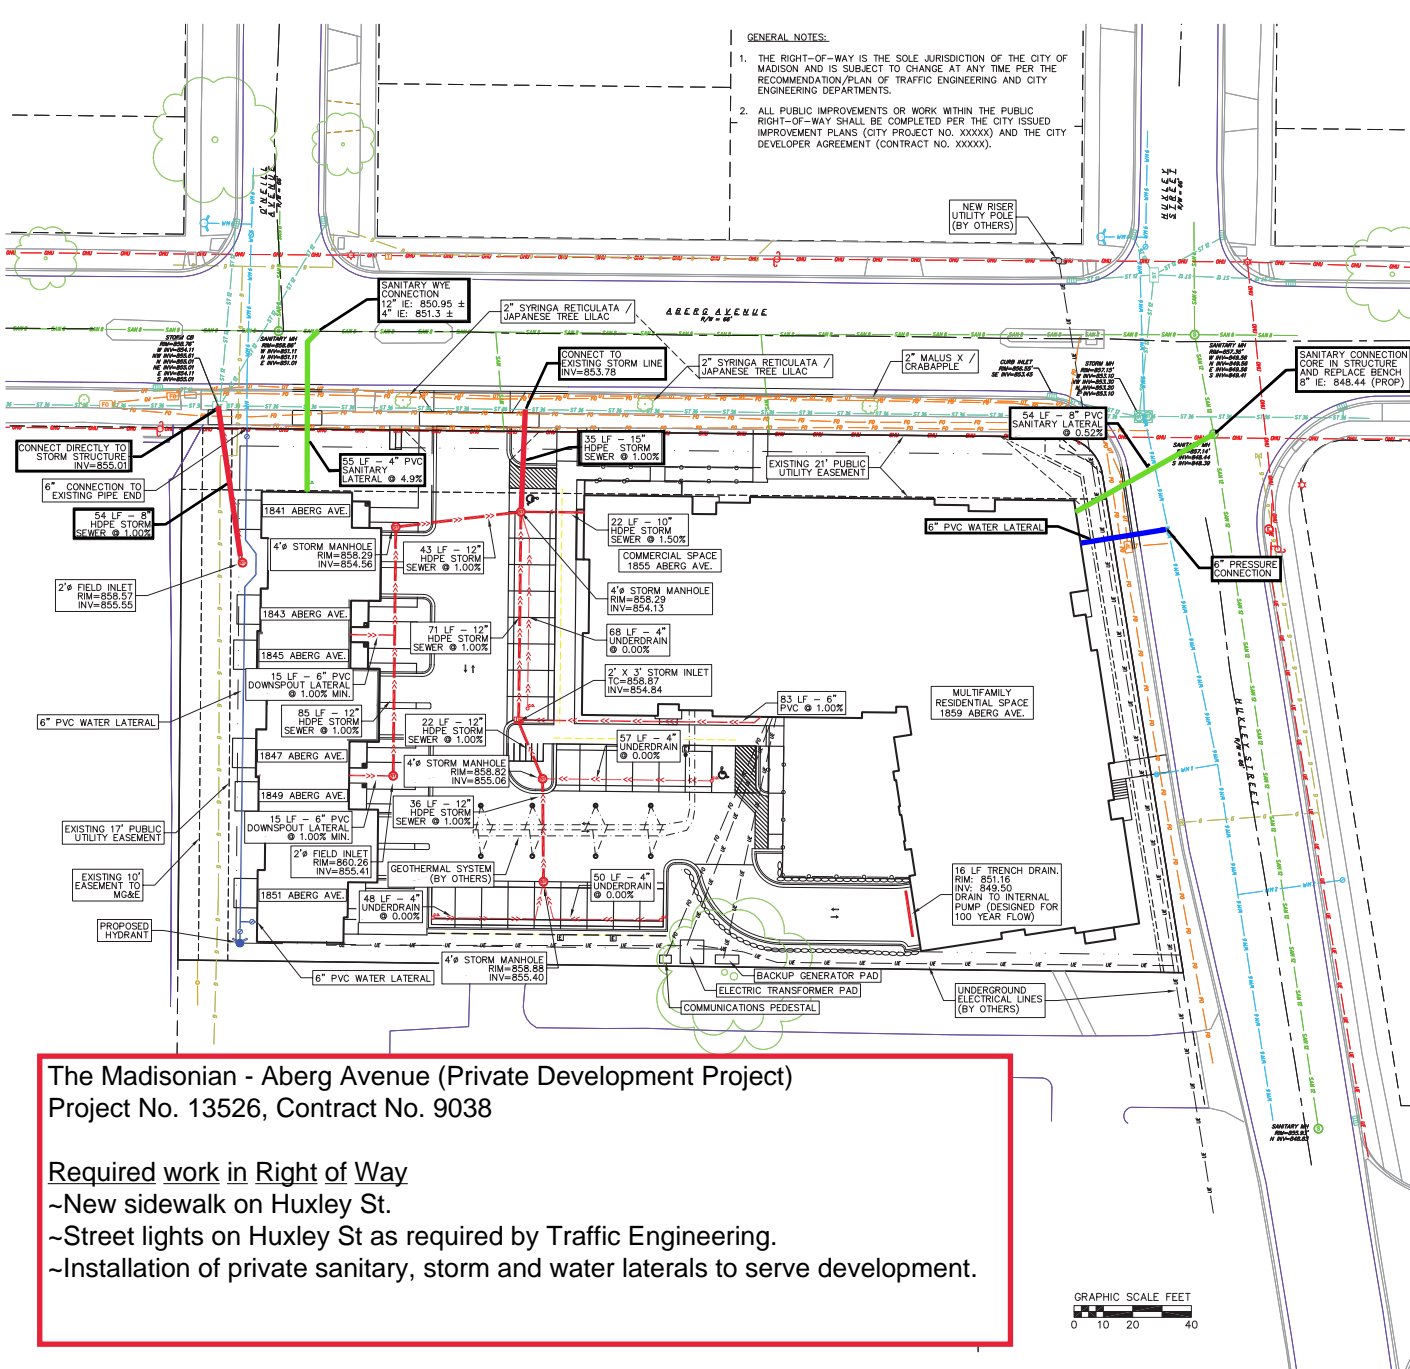 GENERAL NOTES:
1. THE RIGHT-OF-WAY IS THE SOLE JURISDICTION OF THE CITY OF
MADISON AND IS SUBJECT TO CHANGE AT ANY TIME PER THE
RECOMMENDATION/PLAN OF TRAFFIC ENGINEERING AND CITY
ENGINEERING DEPARTMENTS.
2. ALL PUBLIC IMPROVEMENTS OR WORK WITHIN THE PUBLIC
RIGHT-OF-WAY SHALL BE COMPLETED PER THE CITY ISSUED
IMPROVEMENT PLANS (CITY PROJECT NO. XXXXX) AND THE CITY
DEVELOPER AGREEMENT (CONTRACT NO. XXXXX).
O'NEILL
AVENUE
R/W = 66'
HUXLEY
STREET
R/W = 66'
NEW RISER
UTILITY POLE
(BY OTHERS)
SANITARY WYE
CONNECTION
12" IE: 850.95 ±
4" IE: 851.3 ±
2" SYRINGA RETICULATA /
JAPANESE TREE LILAC
ABERG AVENUE
R/W = 66'
CONNECT TO
EXISTING STORM LINE
INV=853.78
2" SYRINGA RETICULATA /
JAPANESE TREE LILAC
2" MALUS X /
CRABAPPLE
CURB INLET
STORM MH
SANITARY MH
SANITARY CONNECTION
CORE IN STRUCTURE
AND REPLACE BENCH
8" IE: 848.44 (PROP)
STORM CB
SANITARY MH
54 LF - 8" PVC
SANITARY LATERAL
@ 0.52%
CONNECT DIRECTLY TO
STORM STRUCTURE
INV=855.01
35 LF - 15"
HDPE STORM
SEWER @ 1.00%
55 LF - 4" PVC
SANITARY
LATERAL @ 4.9%
EXISTING 21' PUBLIC
UTILITY EASEMENT
6" CONNECTION TO
EXISTING PIPE END
54 LF - 8"
HDPE STORM
SEWER @ 1.00%
1841 ABERG AVE.
22 LF - 10"
HDPE STORM
SEWER @ 1.50%
6" PVC WATER LATERAL
4'ø STORM MANHOLE
RIM=858.29
INV=854.56
43 LF - 12"
HDPE STORM
SEWER @ 1.00%
COMMERCIAL SPACE
1855 ABERG AVE.
6" PRESSURE
CONNECTION
2'ø FIELD INLET
RIM=858.57
INV=855.55
4'ø STORM MANHOLE
RIM=858.29
INV=854.13
1843 ABERG AVE.
71 LF - 12"
HDPE STORM
SEWER @ 1.00%
68 LF - 4"
UNDERDRAIN
@ 0.00%
1845 ABERG AVE.
15 LF - 6" PVC
DOWNSPOUT LATERAL
@ 1.00% MIN.
2' X 3' STORM INLET
TC=858.87
INV=854.84
MULTIFAMILY
RESIDENTIAL SPACE
1859 ABERG AVE.
83 LF - 6"
PVC @ 1.00%
6" PVC WATER LATERAL
85 LF - 12"
HDPE STORM
SEWER @ 1.00%
22 LF - 12"
HDPE STORM
SEWER @ 1.00%
57 LF - 4"
UNDERDRAIN
@ 0.00%
1847 ABERG AVE.
4'ø STORM MANHOLE
RIM=858.82
INV=855.06
HUXLEY STREET
R/W = 66'
1849 ABERG AVE.
36 LF - 12"
HDPE STORM
SEWER @ 1.00%
EXISTING 17' PUBLIC
UTILITY EASEMENT
15 LF - 6" PVC
DOWNSPOUT LATERAL
@ 1.00% MIN.
2'ø FIELD INLET
RIM=860.26
INV=855.41
GEOTHERMAL SYSTEM
(BY OTHERS)
EXISTING 10'
EASEMENT TO
MG&E
50 LF - 4"
UNDERDRAIN
@ 0.00%
16 LF TRENCH DRAIN.
RIM: 851.16
INV: 849.50
DRAIN TO INTERNAL
PUMP (DESIGNED FOR
100 YEAR FLOW)
1851 ABERG AVE.
48 LF - 4"
UNDERDRAIN
@ 0.00%
PROPOSED
HYDRANT
4'ø STORM MANHOLE
RIM=858.88
INV=855.40
6" PVC WATER LATERAL
BACKUP GENERATOR PAD
ELECTRIC TRANSFORMER PAD
COMMUNICATIONS PEDESTAL
UNDERGROUND
ELECTRICAL LINES
(BY OTHERS)
The Madisonian - Aberg Avenue (Private Development Project)
Project No. 13526, Contract No. 9038
Required work in Right of Way
~New sidewalk on Huxley St.
~Street lights on Huxley St as required by Traffic Engineering.
~Installation of private sanitary, storm and water laterals to serve development.
SANITARY MH
GRAPHIC SCALE FEET
0 10 20 40